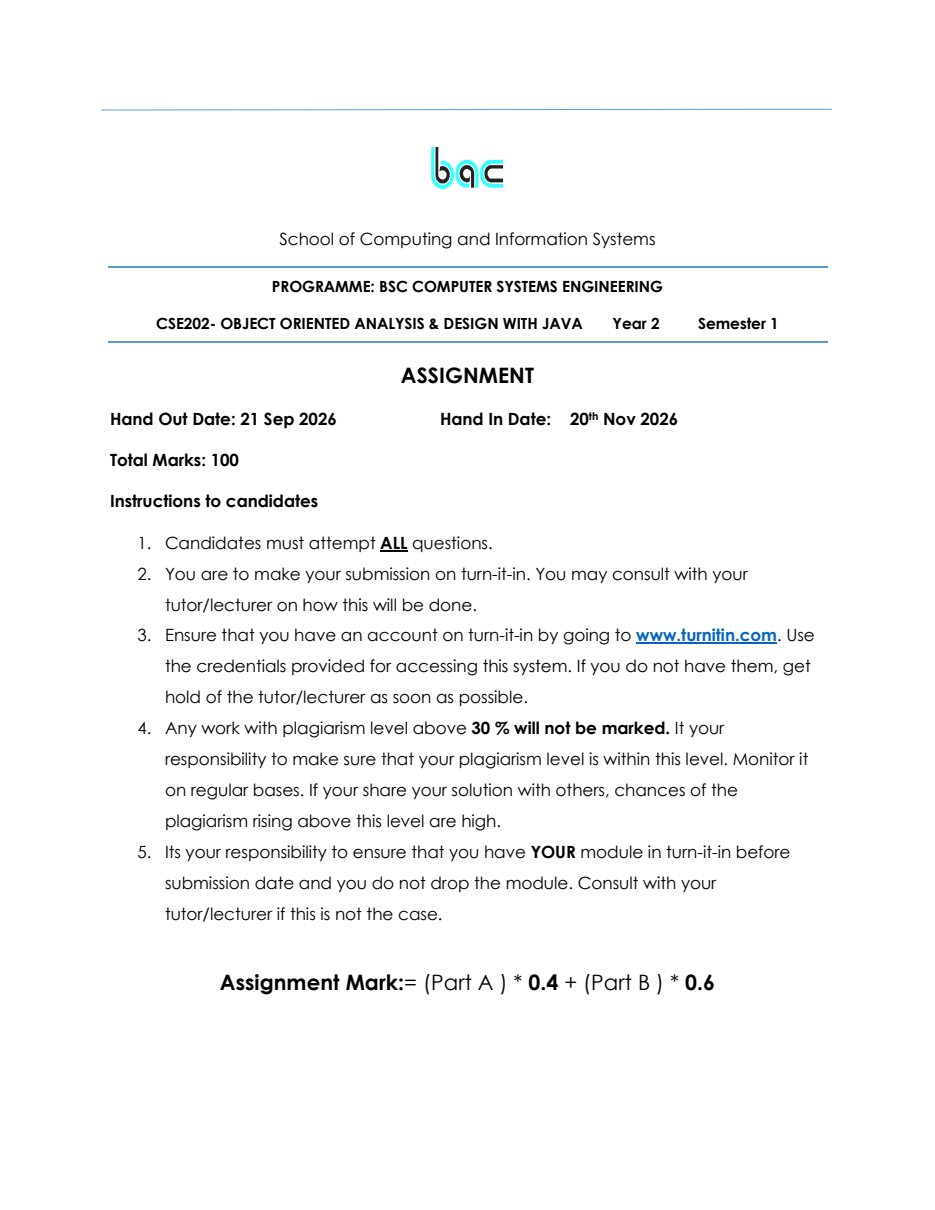 bac
School of Computing and Information Systems
PROGRAMME: BSC COMPUTER SYSTEMS ENGINEERING
CSE202- OBJECT ORIENTED ANALYSIS & DESIGN WITH JAVA Year 2 Semester 1
ASSIGNMENT
Hand Out Date: 21 Sep 2026 Hand In Date: 20th Nov 2026
Total Marks: 100
Instructions to candidates
1. Candidates must attempt ALL questions.
2. You are to make your submission on turn-it-in. You may consult with your
tutor/lecturer on how this will be done.
3. Ensure that you have an account on turn-it-in by going to www.turnitin.com. Use
the credentials provided for accessing this system. If you do not have them, get
hold of the tutor/lecturer as soon as possible.
4. Any work with plagiarism level above 30 % will not be marked. It your
responsibility to make sure that your plagiarism level is within this level. Monitor it
on regular bases. If your share your solution with others, chances of the
plagiarism rising above this level are high.
5. Its your responsibility to ensure that you have YOUR module in turn-it-in before
submission date and you do not drop the module. Consult with your
tutor/lecturer if this is not the case.
Assignment Mark:= (Part A ) * 0.4 + (Part B ) * 0.6